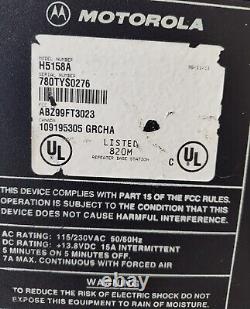 MOTOROLA
MODEL NUMBER
H5158A
SERIAL NUMBER
780TYS0276
FCC
ABZ99FT3023
CANADA
109195305 GRCHA
UL
LISTED
820M
REPEATER BASE STATION
C UL
THIS DEVICE COMPLIES WITH PART 15 OF THE FCC RULES.
OPERATION IS SUBJECT TO THE CONDITION THAT THIS
DEVICE DOES NOT CAUSE HARMFUL INTERFERENCE.
AC RATING: 115/230VAC 50/60Hz
DC RATING: +13.8VDC 15A INTERMITTENT
5 MINUTES ON 5 MINUTES OFF.
7A MAX. CONTINUOUS WITH FORCED AIR
WARNING
TO REDUCE THE RISK OF ELECTRIC SHOCK DO NOT
EXPOSE THIS EQUIPMENT TO RAIN OF MOISTURE.